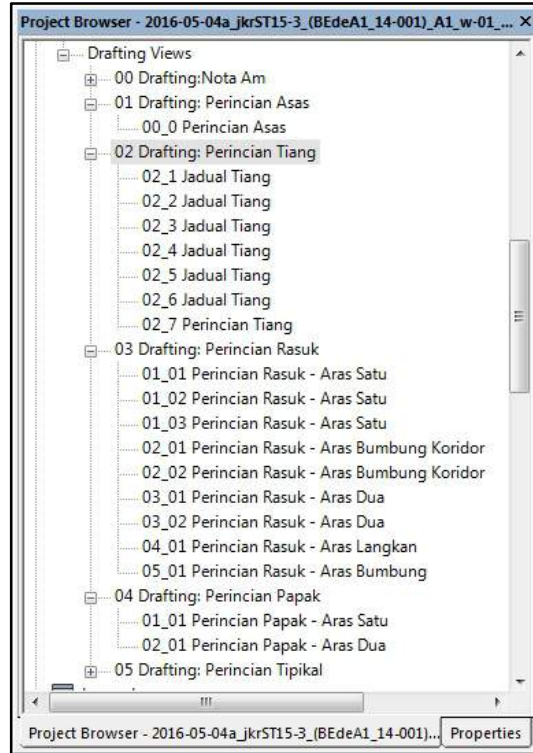 Project Browser - 2016-05-04a_jkrST15-3_(BEdeA1_14-001)_A1_w-01_...
Drafting Views
00 Drafting:Nota Am
01 Drafting: Perincian Asas
00_0 Perincian Asas
02 Drafting: Perincian Tiang
02_1 Jadual Tiang
02_2 Jadual Tiang
02_3 Jadual Tiang
02_4 Jadual Tiang
02_5 Jadual Tiang
02_6 Jadual Tiang
02_7 Perincian Tiang
03 Drafting: Perincian Rasuk
01_01 Perincian Rasuk - Aras Satu
01_02 Perincian Rasuk - Aras Satu
01_03 Perincian Rasuk - Aras Satu
02_01 Perincian Rasuk - Aras Bumbung Koridor
02_02 Perincian Rasuk - Aras Bumbung Koridor
03_01 Perincian Rasuk - Aras Dua
03_02 Perincian Rasuk - Aras Dua
04_01 Perincian Rasuk - Aras Langkan
05_01 Perincian Rasuk - Aras Bumbung
04 Drafting: Perincian Papak
01_01 Perincian Papak - Aras Satu
02_01 Perincian Papak - Aras Dua
05 Drafting: Perincian Tipikal
Project Browser - 2016-05-04a_jkrST15-3_(BEdeA1_14-001)... Properties